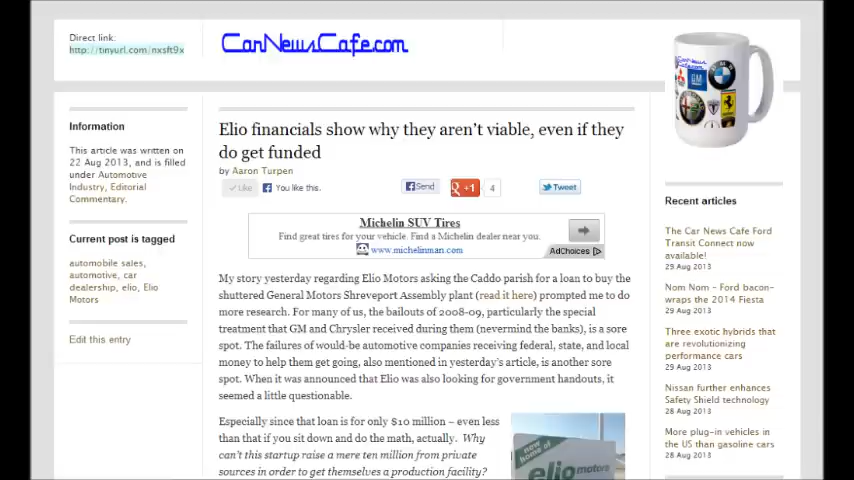 Direct link:
http://tinyurl.com/nxsft9x
CarNewsCafe.com
Information
This article was written on
22 Aug 2013, and is filled
under Automotive
Industry, Editorial
Commentary.
Current post is tagged
automobile sales,
automotive, car
dealership, elio, Elio
Motors
Edit this entry
Elio financials show why they aren't viable, even if they
do get funded
by Aaron Turpen
Like
You like this.
Send
+1
4
Tweet
Michelin SUV Tires
Find great tires for your vehicle. Find a Michelin dealer near you.
www.michelinman.com
AdChoices
My story yesterday regarding Elio Motors asking the Caddo parish for a loan to buy the
shuttered General Motors Shreveport Assembly plant (read it here) prompted me to do
more research. For many of us, the bailouts of 2008-09, particularly the special
treatment that GM and Chrysler received during them (nevermind the banks), is a sore
spot. The failures of would-be automotive companies receiving federal, state, and local
money to help them get going, also mentioned in yesterday's article, is another sore
spot. When it was announced that Elio was also looking for government handouts, it
seemed a little questionable.
Especially since that loan is for only $10 million – even less
than that if you sit down and do the math, actually. Why
can't this startup raise a mere ten million from private
sources in order to get themselves a production facility?
now
home of
elio motors
GM
BMW
Recent articles
The Car News Cafe Ford
Transit Connect now
available!
29 Aug 2013
Nom Nom – Ford bacon-
wraps the 2014 Fiesta
29 Aug 2013
Three exotic hybrids that
are revolutionizing
performance cars
29 Aug 2013
Nissan further enhances
Safety Shield technology
28 Aug 2013
More plug-in vehicles in
the US than gasoline cars
28 Aug 2013